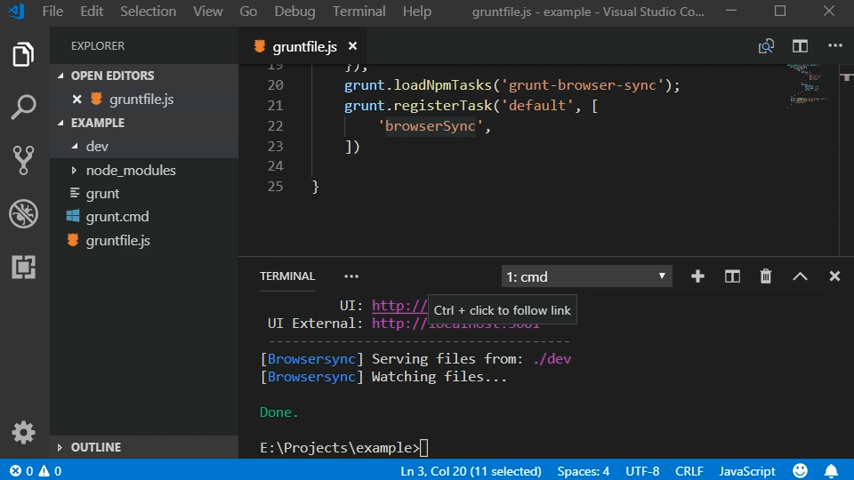 File Edit Selection View Go Debug Terminal Help gruntfile.js - example - Visual Studio Co...
EXPLORER
OPEN EDITORS
gruntfile.js
EXAMPLE
dev
node_modules
grunt
grunt.cmd
gruntfile.js
OUTLINE
gruntfile.js
19 });
20 grunt.loadNpmTasks('grunt-browser-sync');
21 grunt.registerTask('default', [
22 'browserSync',
23 ])
24
25 }
TERMINAL ... 1: cmd
UI: http://
Ctrl + click to follow link
UI External: http://localhost:3001
-------------------------------------
[Browsersync] Serving files from: ./dev
[Browsersync] Watching files...
Done.
E:\Projects\example>
0 0 Ln 3, Col 20 (11 selected) Spaces: 4 UTF-8 CRLF JavaScript